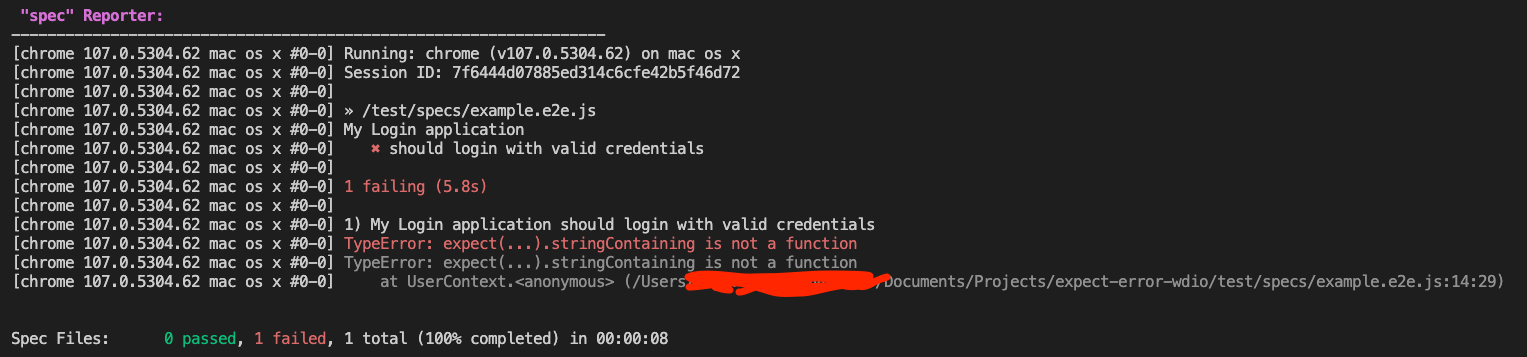 "spec" Reporter:
------------------------------------------------------------------
[chrome 107.0.5304.62 mac os x #0-0] Running: chrome (v107.0.5304.62) on mac os x
[chrome 107.0.5304.62 mac os x #0-0] Session ID: 7f6444d07885ed314c6cfe42b5f46d72
[chrome 107.0.5304.62 mac os x #0-0]
[chrome 107.0.5304.62 mac os x #0-0] » /test/specs/example.e2e.js
[chrome 107.0.5304.62 mac os x #0-0] My Login application
[chrome 107.0.5304.62 mac os x #0-0]    ✖ should login with valid credentials
[chrome 107.0.5304.62 mac os x #0-0]
[chrome 107.0.5304.62 mac os x #0-0] 1 failing (5.8s)
[chrome 107.0.5304.62 mac os x #0-0]
[chrome 107.0.5304.62 mac os x #0-0] 1) My Login application should login with valid credentials
[chrome 107.0.5304.62 mac os x #0-0] TypeError: expect(...).stringContaining is not a function
[chrome 107.0.5304.62 mac os x #0-0] TypeError: expect(...).stringContaining is not a function
[chrome 107.0.5304.62 mac os x #0-0]     at UserContext.<anonymous> (/Users /Documents/Projects/expect-error-wdio/test/specs/example.e2e.js:14:29)
Spec Files:      0 passed, 1 failed, 1 total (100% completed) in 00:00:08